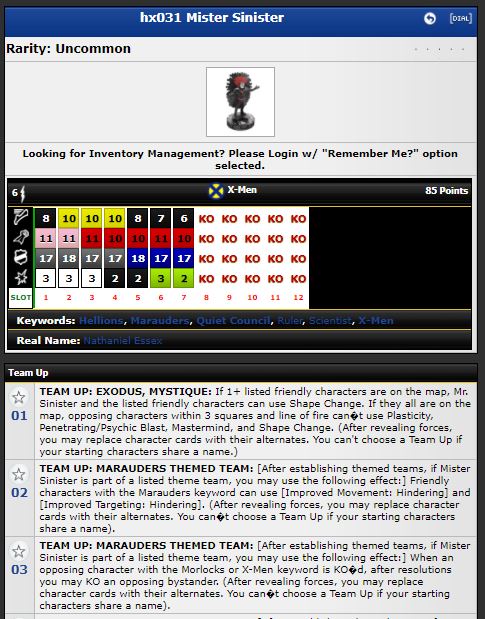 hx031 Mister Sinister
[DIAL]
Rarity: Uncommon
. . . . .
Looking for Inventory Management? Please Login w/ "Remember Me?" option
selected.
6 X-Men 85 Points
8 10 10 10 8 7 6 KO KO KO KO KO
11 11 11 10 10 11 10 KO KO KO KO KO
17 18 17 17 18 17 17 KO KO KO KO KO
3 3 3 2 2 3 2 KO KO KO KO KO
SLOT 1 2 3 4 5 6 7 8 9 10 11 12
Keywords: Hellions, Marauders, Quiet Council, Ruler, Scientist, X-Men
Real Name: Nathaniel Essex
Team Up
01
TEAM UP: EXODUS, MYSTIQUE: If 1+ listed friendly characters are on the map, Mr.
Sinister and the listed friendly characters can use Shape Change. If they all are on the
map, opposing characters within 3 squares and line of fire can�t use Plasticity,
Penetrating/Psychic Blast, Mastermind, and Shape Change. (After revealing forces,
you may replace character cards with their alternates. You can't choose a Team Up if
your starting characters share a name.)
02
TEAM UP: MARAUDERS THEMED TEAM: [After establishing themed teams, if Mister
Sinister is part of a listed theme team, you may use the following effect:] Friendly
characters with the Marauders keyword can use [Improved Movement: Hindering] and
[Improved Targeting: Hindering]. (After revealing forces, you may replace character
cards with their alternates. You can�t choose a Team Up if your starting characters
share a name).
03
TEAM UP: MARAUDERS THEMED TEAM: [After establishing themed teams, if Mister
Sinister is part of a listed theme team, you may use the following effect:] When an
opposing character with the Morlocks or X-Men keyword is KO�d, after resolutions
you may KO an opposing bystander. (After revealing forces, you may replace
character cards with their alternates. You can�t choose a Team Up if your starting
characters share a name).